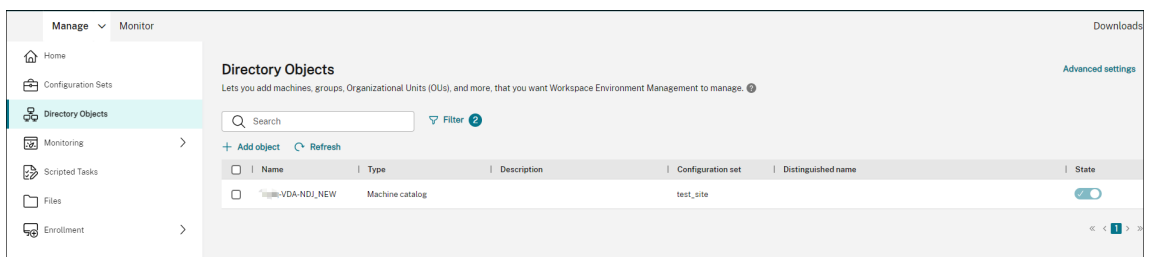 Manage Monitor Downloads
Home
Configuration Sets
Directory Objects
Monitoring
Scripted Tasks
Files
Enrollment
Directory Objects
Advanced settings
Lets you add machines, groups, Organizational Units (OUs), and more, that you want Workspace Environment Management to manage. ?
Search Filter 2
+ Add object Refresh
Name Type Description Configuration set Distinguished name State
-VDA-NDJ_NEW Machine catalog test_site
« < 1 > »